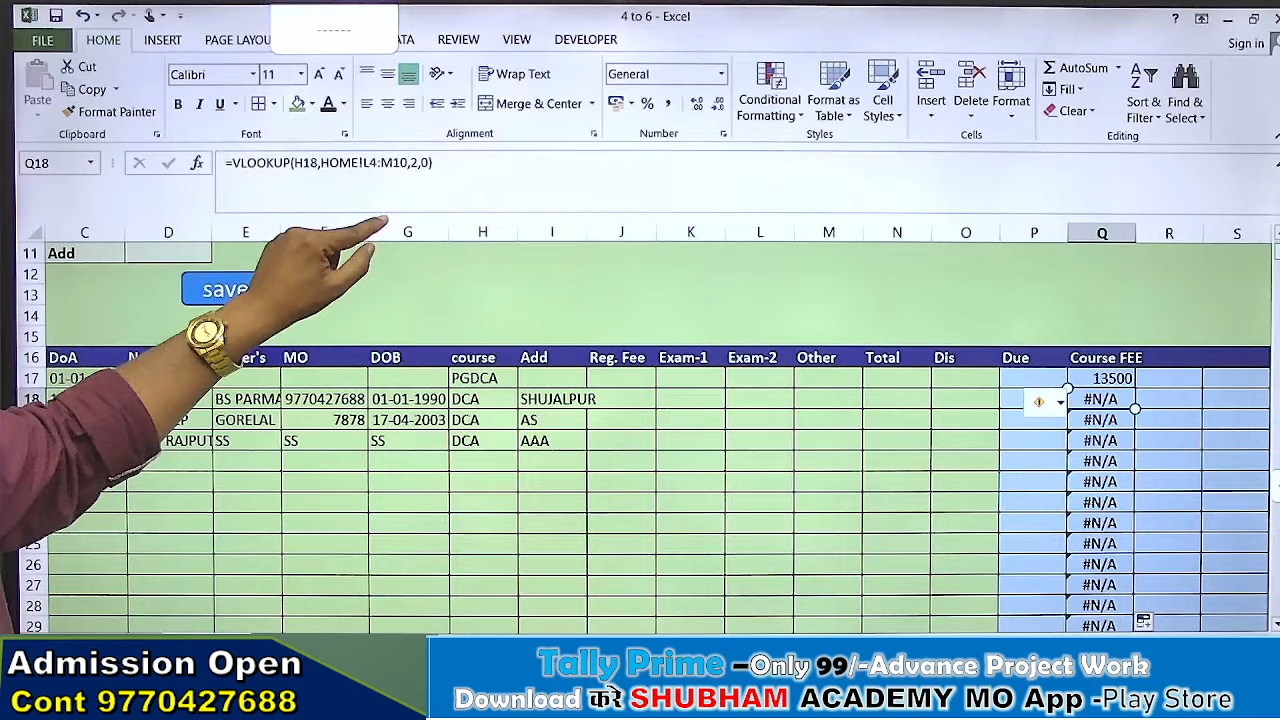 4 to 6 - Excel
FILE HOME INSERT PAGE LAYOU ATA REVIEW VIEW DEVELOPER Sign in
Cut
Copy
Format Painter
Paste
Clipboard
Calibri 11
B I U A
Font
Wrap Text
Merge & Center
Alignment
General
%
Number
Conditional Formatting
Format as Table
Cell Styles
Styles
Insert Delete Format
Cells
AutoSum
Fill
Clear
Sort & Filter
Find & Select
Editing
Q18 fx =VLOOKUP(H18,HOME!L4:M10,2,0)
C D E G H I J K L M N O P Q R S
11 Add
12
13 save
14
15
16 DoA er's MO DOB course Add Reg. Fee Exam-1 Exam-2 Other Total Dis Due Course FEE
17 01-01 PGDCA 13500
18 BS PARMA 9770427688 01-01-1990 DCA SHUJALPUR #N/A
GORELAL 7878 17-04-2003 DCA AS #N/A
RAJPUT SS SS SS DCA AAA #N/A
#N/A
#N/A
#N/A
#N/A
25 #N/A
26 #N/A
27 #N/A
28 #N/A
29 #N/A
Admission Open
Cont 9770427688
Tally Prime –Only 99/-Advance Project Work
Download करे SHUBHAM ACADEMY MO App -Play Store